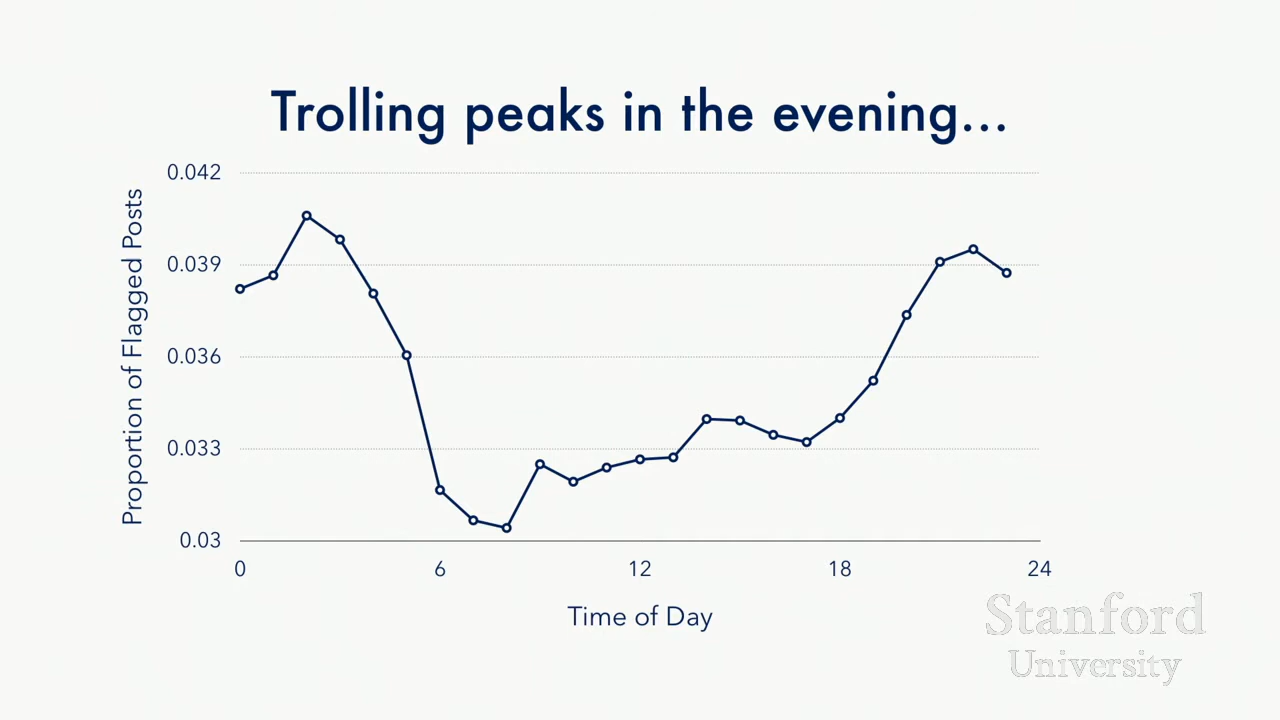 Trolling peaks in the evening...
Proportion of Flagged Posts
0.042
0.039
0.036
0.033
0.03
0 6 12 18 24
Time of Day
Stanford
University